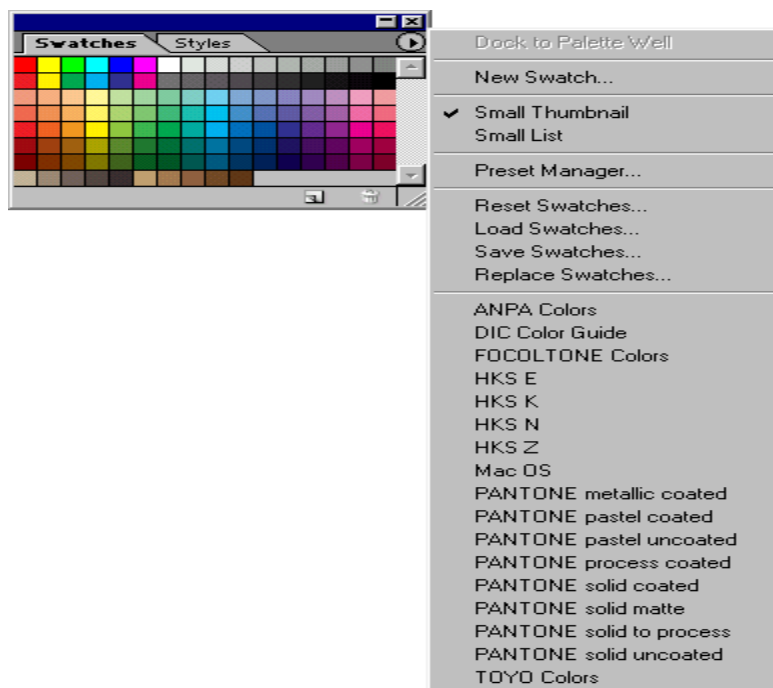 Swatches Styles
Dock to Palette Well
New Swatch...
Small Thumbnail
Small List
Preset Manager...
Reset Swatches...
Load Swatches...
Save Swatches...
Replace Swatches...
ANPA Colors
DIC Color Guide
FOCOLTONE Colors
HKS E
HKS K
HKS N
HKS Z
Mac OS
PANTONE metallic coated
PANTONE pastel coated
PANTONE pastel uncoated
PANTONE process coated
PANTONE solid coated
PANTONE solid matte
PANTONE solid to process
PANTONE solid uncoated
TOYO Colors